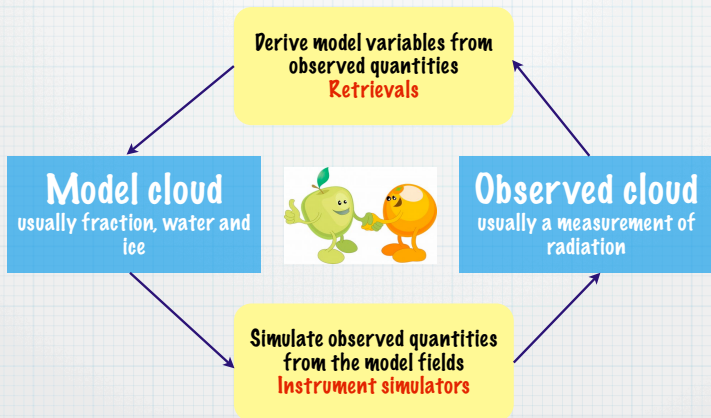 Derive model variables from
observed quantities
Retrievals
Model cloud
usually fraction, water and
ice
Observed cloud
usually a measurement of
radiation
Simulate observed quantities
from the model fields
Instrument simulators